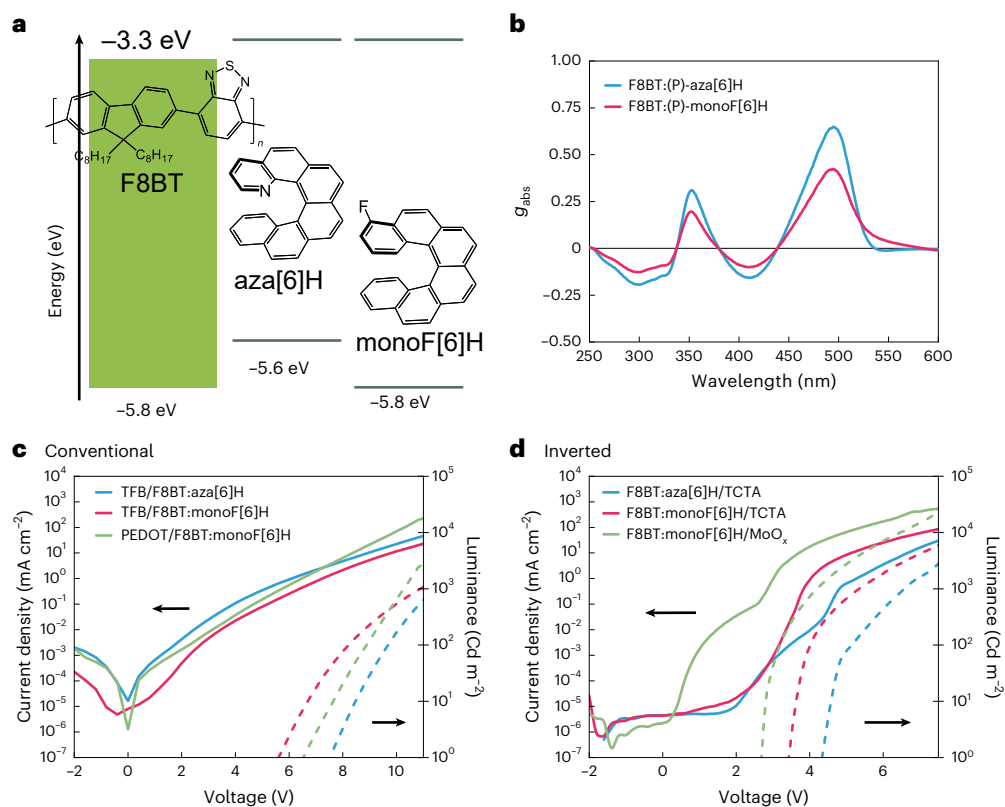 a
–3.3 eV
S
N
N
n
C₈H₁₇
C₈H₁₇
F8BT
N
aza[6]H
F
monoF[6]H
–5.6 eV
–5.8 eV
–5.8 eV
Energy (eV)
b
F8BT:(P)-aza[6]H
F8BT:(P)-monoF[6]H
1.00
0.75
0.50
0.25
0
–0.25
–0.50
g_abs
250
300
350
400
450
500
550
600
Wavelength (nm)
c Conventional
TFB/F8BT:aza[6]H
TFB/F8BT:monoF[6]H
PEDOT/F8BT:monoF[6]H
10⁴
10³
10²
10¹
10⁰
10⁻¹
10⁻²
10⁻³
10⁻⁴
10⁻⁵
10⁻⁶
10⁻⁷
Current density (mA cm⁻²)
10⁵
10⁴
10³
10²
10¹
10⁰
Luminance (Cd m⁻²)
–2
0
2
4
6
8
10
Voltage (V)
d Inverted
F8BT:aza[6]H/TCTA
F8BT:monoF[6]H/TCTA
F8BT:monoF[6]H/MoOₓ
10⁴
10³
10²
10¹
10⁰
10⁻¹
10⁻²
10⁻³
10⁻⁴
10⁻⁵
10⁻⁶
10⁻⁷
Current density (mA cm⁻²)
10⁵
10⁴
10³
10²
10¹
10⁰
Luminance (Cd m⁻²)
–2
0
2
4
6
Voltage (V)